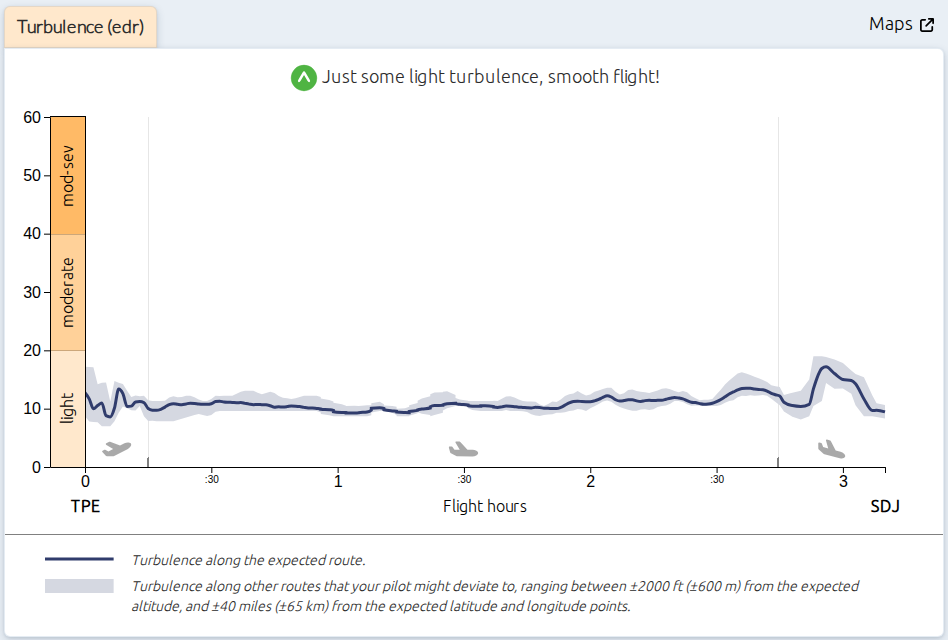 Turbulence (edr)
Maps
Just some light turbulence, smooth flight!
60
50
40
30
20
10
0
mod-sev
moderate
light
0
:30
1
:30
2
:30
3
TPE
Flight hours
SDJ
Turbulence along the expected route.
Turbulence along other routes that your pilot might deviate to, ranging between ±2000 ft (±600 m) from the expected
altitude, and ±40 miles (±65 km) from the expected latitude and longitude points.